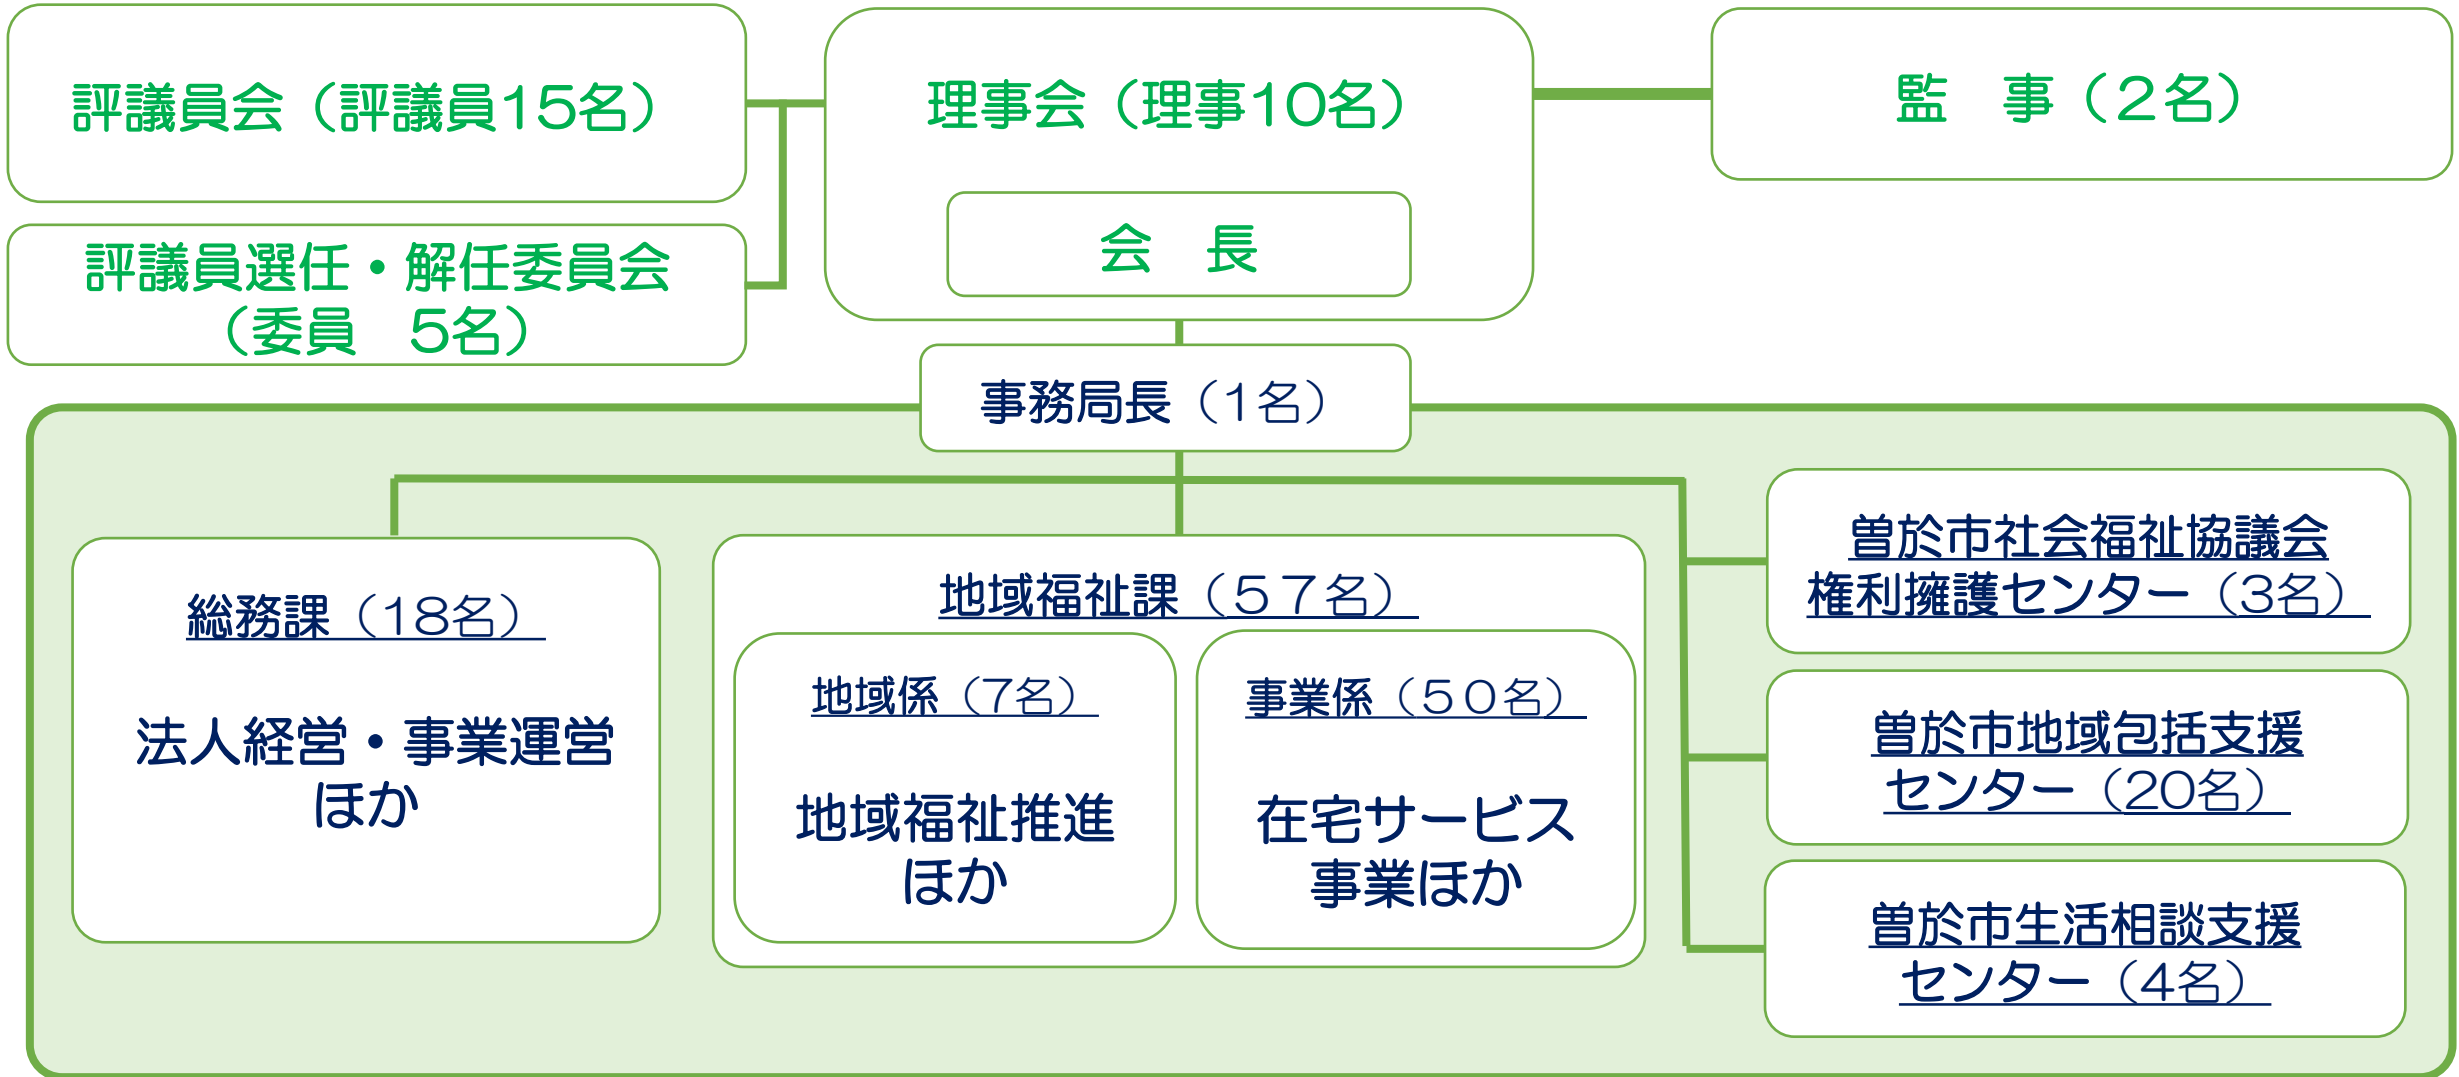 評議員会（評議員15名）
理事会（理事10名）
監　事（2名）
会　長
評議員選任・解任委員会
（委員　5名）
事務局長（1名）
総務課（18名）
法人経営・事業運営
ほか
地域福祉課（５７名）
地域係（7名）
地域福祉推進
ほか
事業係（５０名）
在宅サービス
事業ほか
曽於市社会福祉協議会
権利擁護センター（3名）
曽於市地域包括支援
センター（20名）
曽於市生活相談支援
センター（4名）